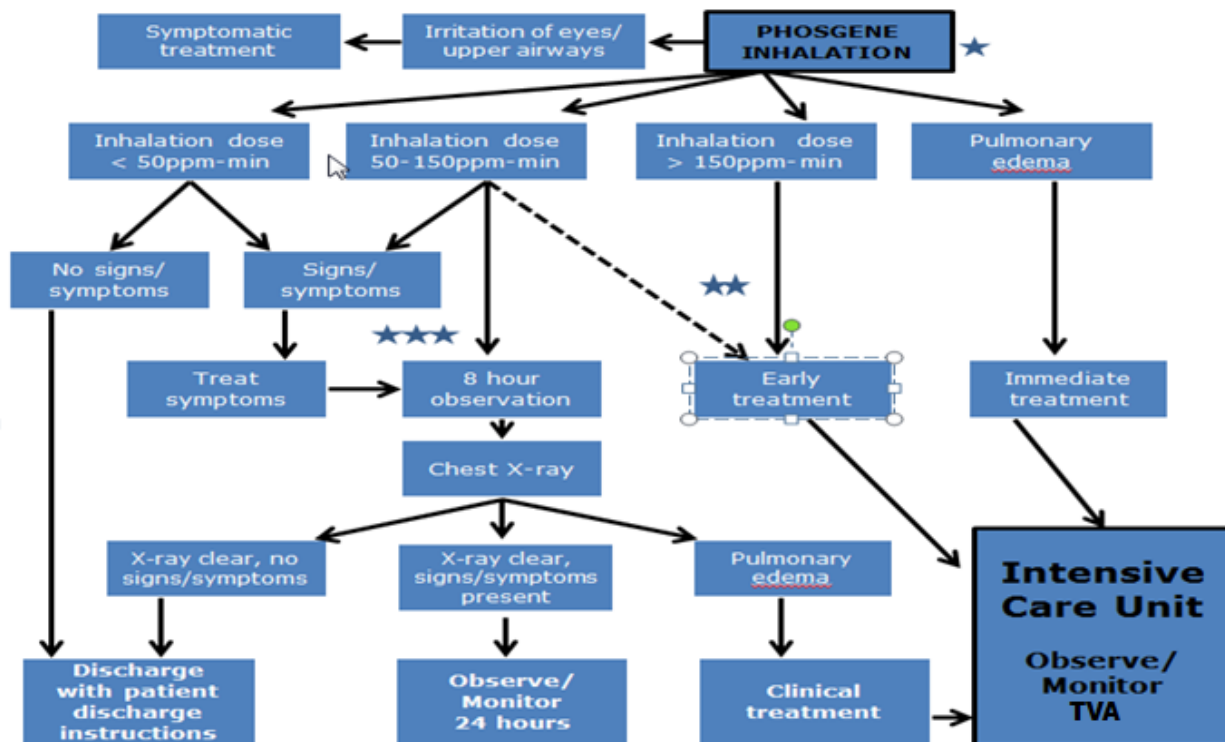 Symptomatic
treatment
Irritation of eyes/
upper airways
PHOSGENE
INHALATION
Inhalation dose
< 50ppm-min
Inhalation dose
50-150ppm-min
Inhalation dose
> 150ppm-min
Pulmonary
edema
No signs/
symptoms
Signs/
symptoms
Treat
symptoms
8 hour
observation
Early
treatment
Immediate
treatment
Chest X-ray
X-ray clear, no
signs/symptoms
X-ray clear,
signs/symptoms
present
Pulmonary
edema
Intensive
Care Unit
Observe/
Monitor
TVA
Discharge
with patient
discharge
instructions
Observe/
Monitor
24 hours
Clinical
treatment